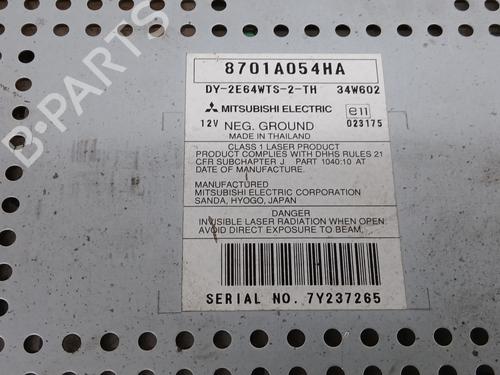 B-PARTS
8701A054HA
DY-2E64WTS-2-TH 34W602
MITSUBISHI ELECTRIC e11
12V NEG. GROUND 023175
MADE IN THAILAND
CLASS 1 LASER PRODUCT
PRODUCT COMPLIES WITH DHHS RULES 21
CFR SUBCHAPTER J PART 1040:10 AT
DATE OF MANUFACTURE.
MANUFACTURED
MITSUBISHI ELECTRIC CORPORATION
SANDA, HYOGO, JAPAN
DANGER
INVISIBLE LASER RADIATION WHEN OPEN
AVOID DIRECT EXPOSURE TO BEAM.
SERIAL NO. 7Y237265